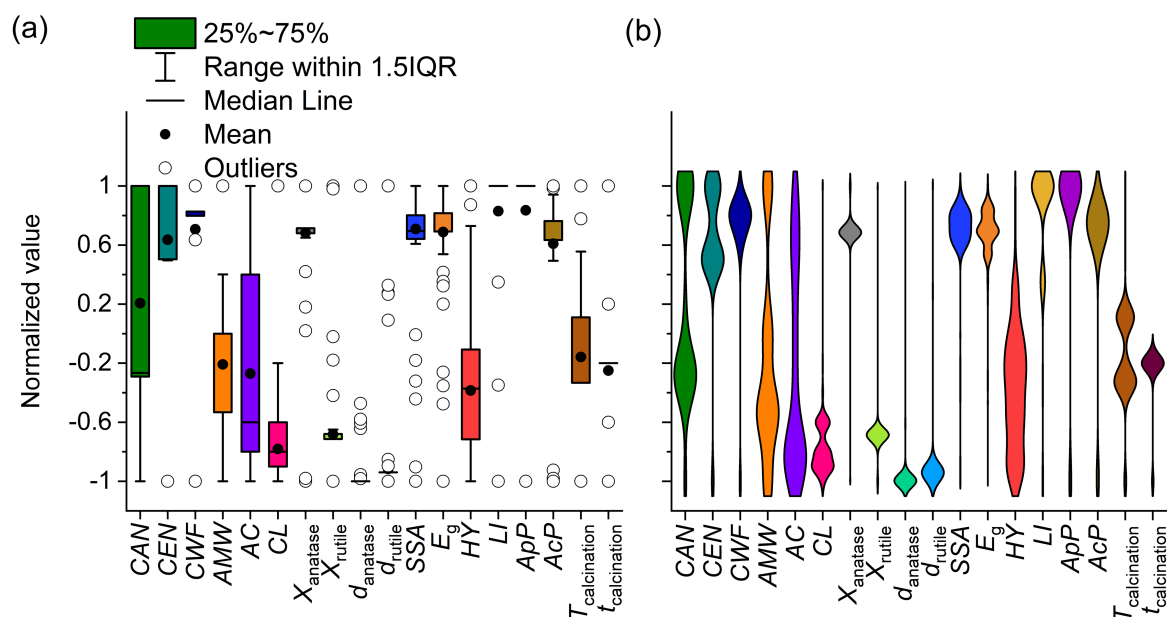 (a)
25%~75%
Range within 1.5IQR
Median Line
Mean
Outliers
Normalized value
1
0.6
0.2
-0.2
-0.6
-1
CAN
CEN
CWF
AMW
AC
CL
Xanatase
Xrutile
danatase
drutile
SSA
Eg
HY
LI
ApP
AcP
Tcalcination
tcalcination
(b)
CAN
CEN
CWF
AMW
AC
CL
Xanatase
Xrutile
danatase
drutile
SSA
Eg
HY
LI
ApP
AcP
Tcalcination
tcalcination